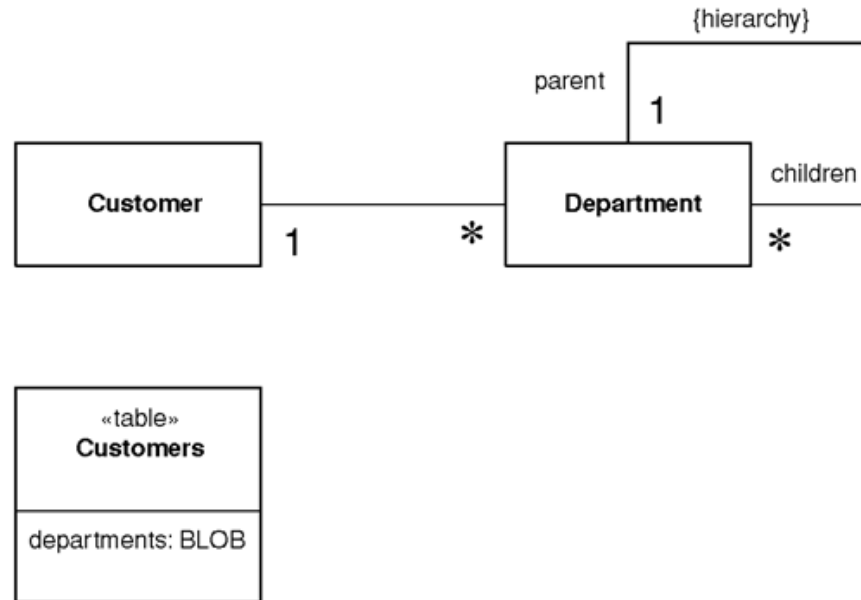 {hierarchy}
parent
1
children
Customer
Department
1
*
*
«table»
Customers
departments: BLOB